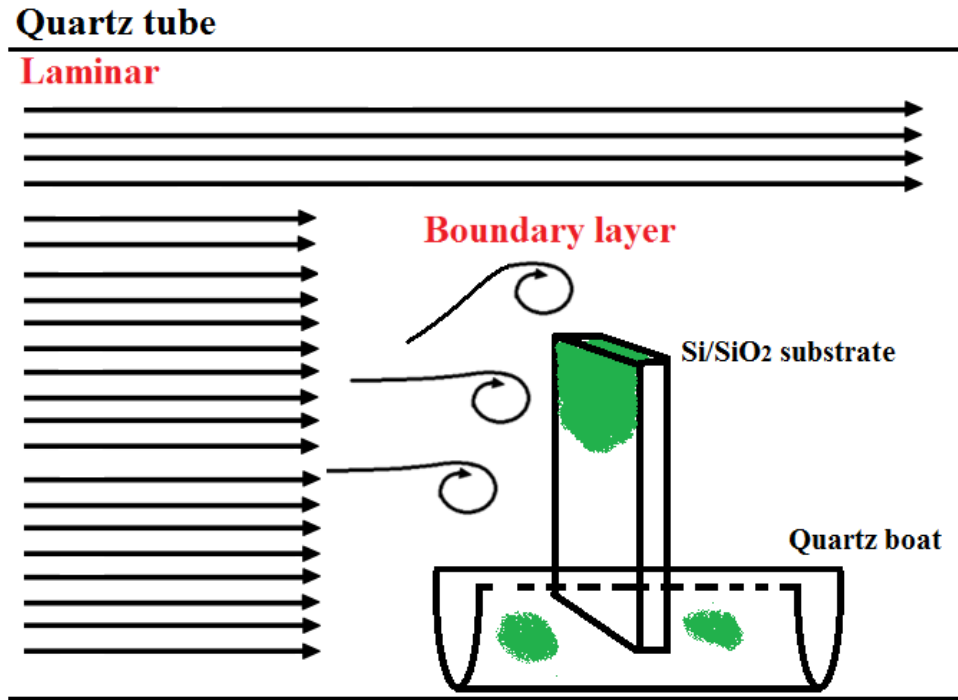 Quartz tube
Laminar
Boundary layer
Si/SiO₂ substrate
Quartz boat